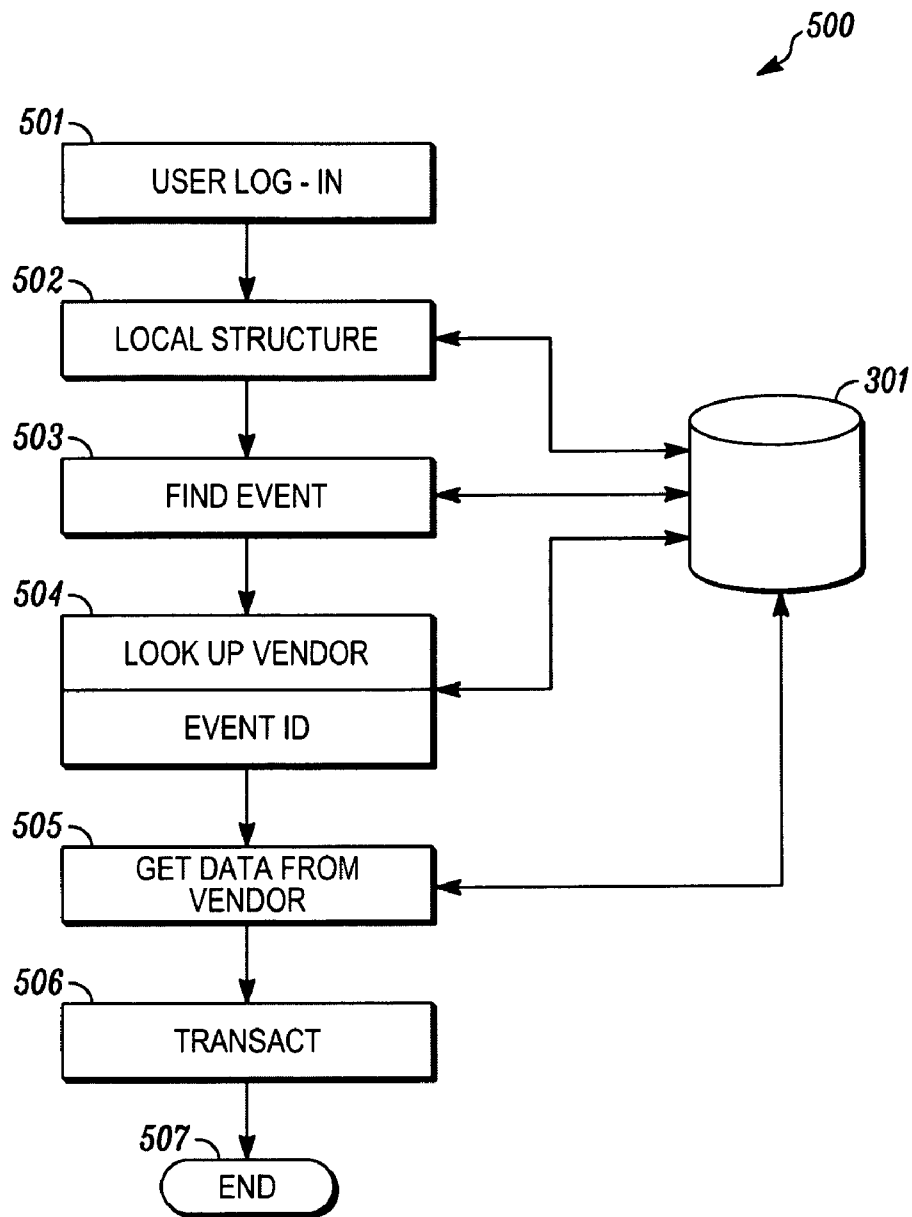 500
501
USER LOG - IN
502
LOCAL STRUCTURE
301
503
FIND EVENT
504
LOOK UP VENDOR
EVENT ID
505
GET DATA FROM
VENDOR
506
TRANSACT
507
END